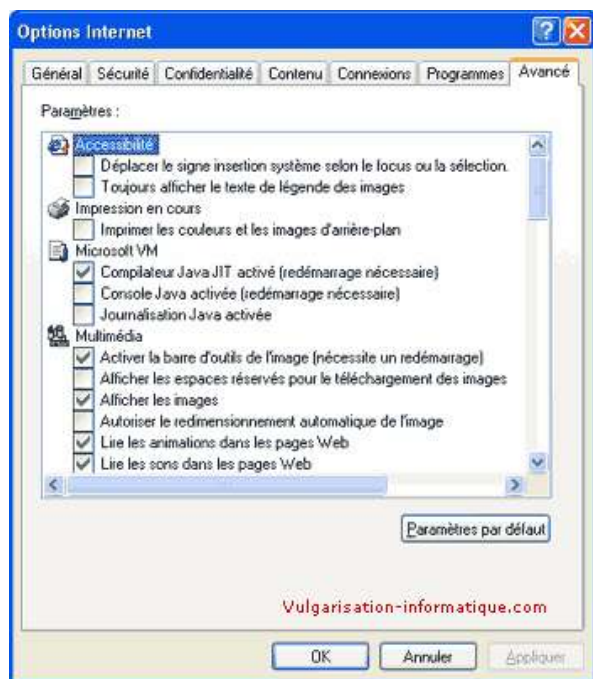 Options Internet
Général Sécurité Confidentialité Contenu Connexions Programmes Avancé
Paramètres :
Accessibilité
Déplacer le signe insertion système selon le focus ou la sélection.
Toujours afficher le texte de légende des images
Impression en cours
Imprimer les couleurs et les images d'arrière-plan
Microsoft VM
Compilateur Java JIT activé (redémarrage nécessaire)
Console Java activée (redémarrage nécessaire)
Journalisation Java activée
Multimédia
Activer la barre d'outils de l'image (nécessite un redémarrage)
Afficher les espaces réservés pour le téléchargement des images
Afficher les images
Autoriser le redimensionnement automatique de l'image
Lire les animations dans les pages Web
Lire les sons dans les pages Web
Paramètres par défaut
Vulgarisation-informatique.com
OK Annuler Appliquer